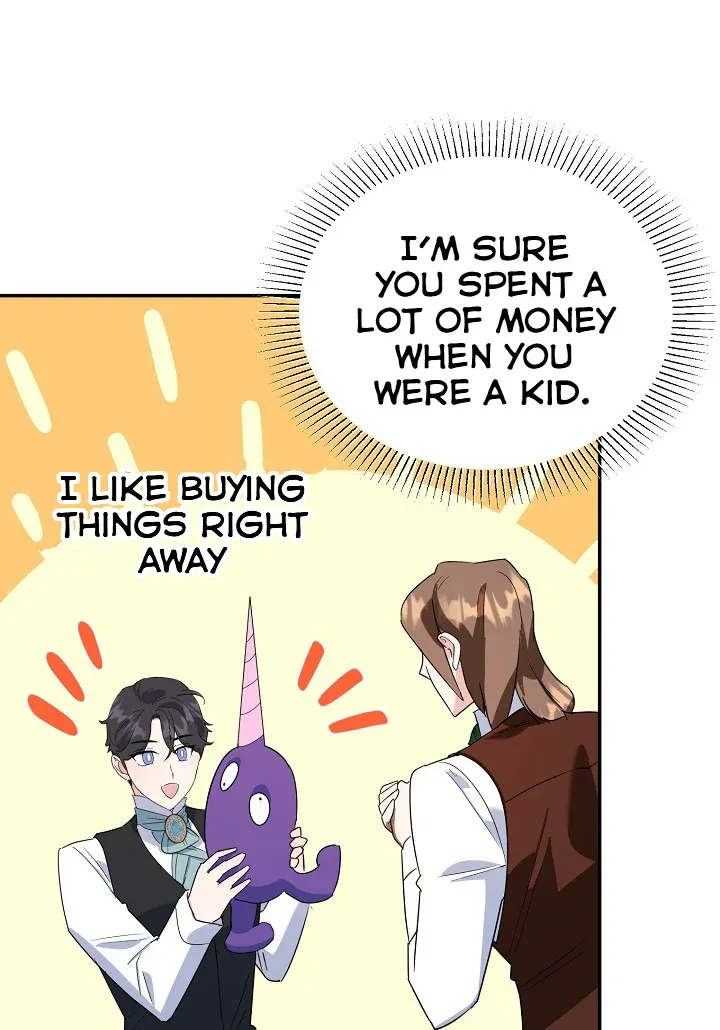 I'M SURE
YOU SPENT A
LOT OF MONEY
WHEN YOU
WERE A KID.
I LIKE BUYING
THINGS RIGHT
AWAY